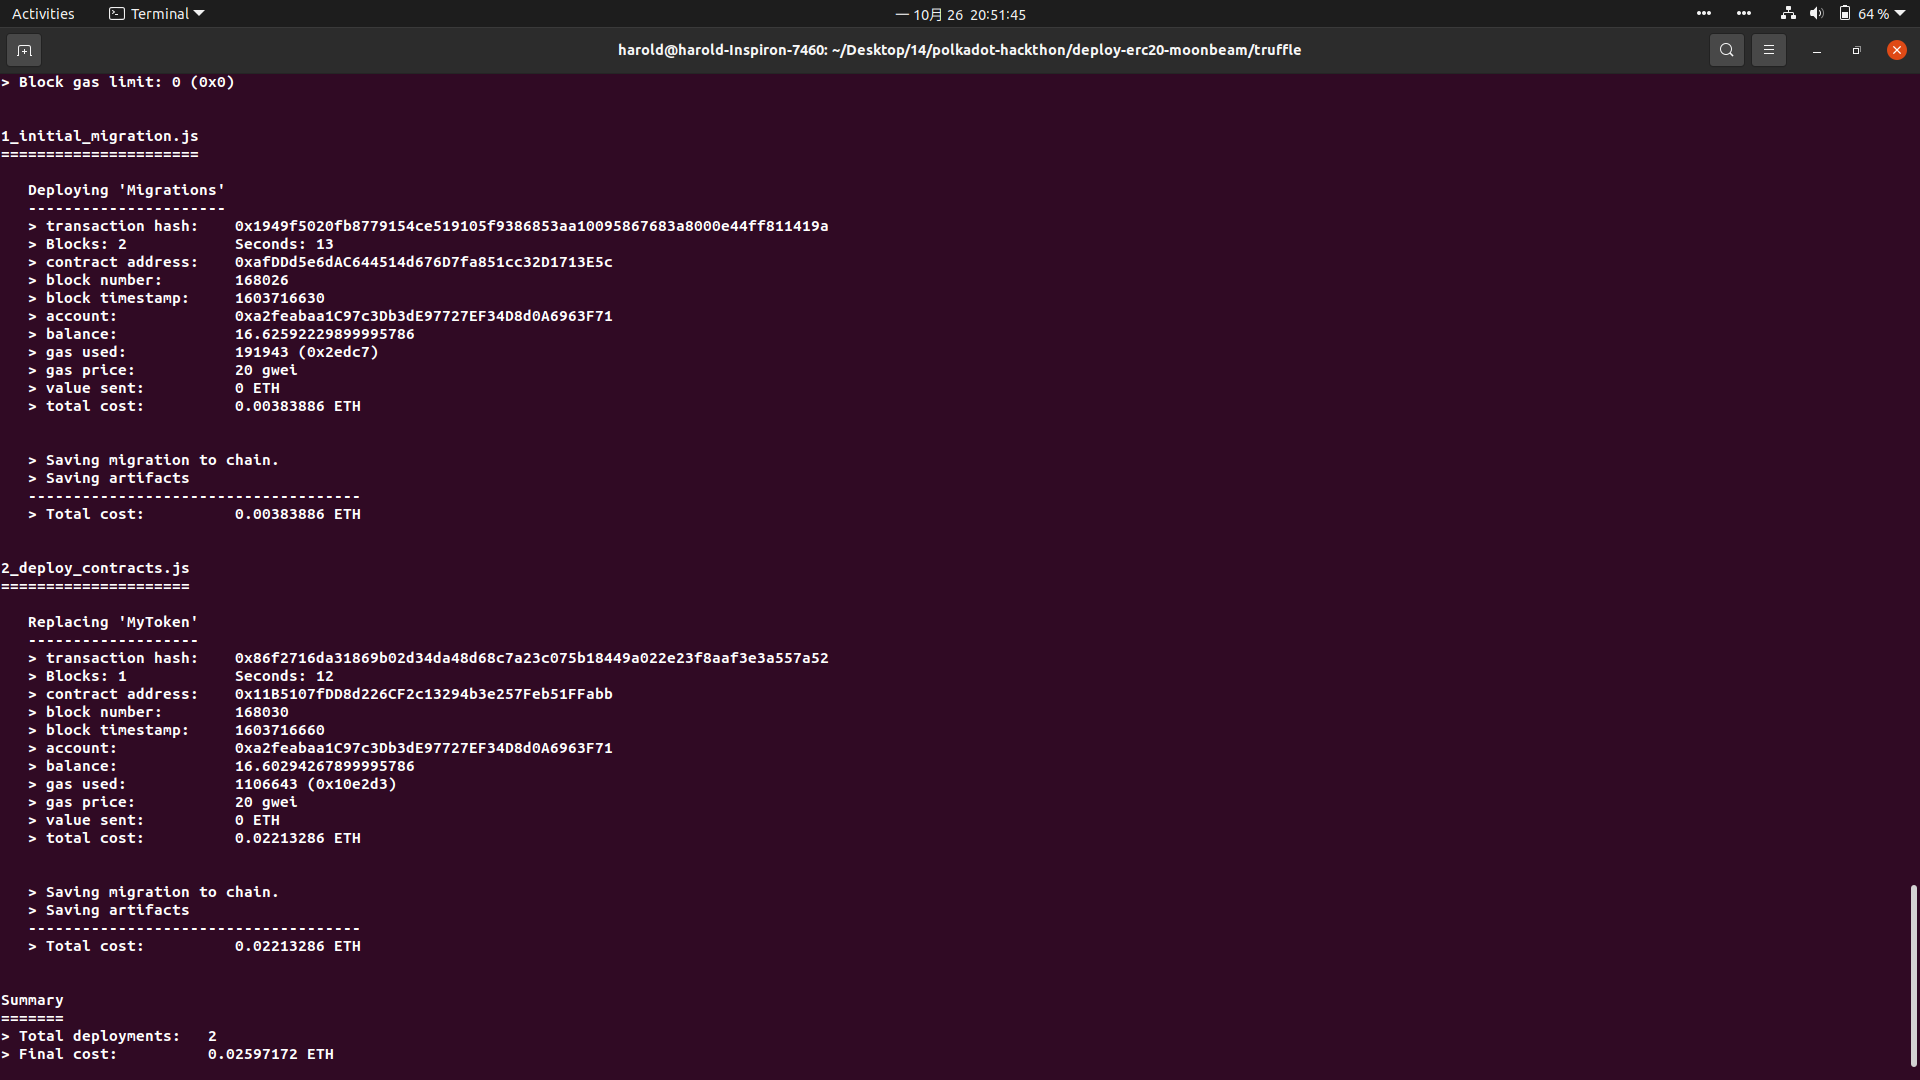 Activities
Terminal
一 10月 26 20:51:45
64 %
harold@harold-Inspiron-7460: ~/Desktop/14/polkadot-hackthon/deploy-erc20-moonbeam/truffle
> Block gas limit: 0 (0x0)
1_initial_migration.js
======================
Deploying 'Migrations'
----------------------
> transaction hash: 0x1949f5020fb8779154ce519105f9386853aa10095867683a8000e44ff811419a
> Blocks: 2 Seconds: 13
> contract address: 0xafDDd5e6dAC644514d676D7fa851cc32D1713E5c
> block number: 168026
> block timestamp: 1603716630
> account: 0xa2feabaa1C97c3Db3dE97727EF34D8d0A6963F71
> balance: 16.62592229899995786
> gas used: 191943 (0x2edc7)
> gas price: 20 gwei
> value sent: 0 ETH
> total cost: 0.00383886 ETH
> Saving migration to chain.
> Saving artifacts
-------------------------------------
> Total cost: 0.00383886 ETH
2_deploy_contracts.js
=====================
Replacing 'MyToken'
-------------------
> transaction hash: 0x86f2716da31869b02d34da48d68c7a23c075b18449a022e23f8aaf3e3a557a52
> Blocks: 1 Seconds: 12
> contract address: 0x11B5107fDD8d226CF2c13294b3e257Feb51FFabb
> block number: 168030
> block timestamp: 1603716660
> account: 0xa2feabaa1C97c3Db3dE97727EF34D8d0A6963F71
> balance: 16.60294267899995786
> gas used: 1106643 (0x10e2d3)
> gas price: 20 gwei
> value sent: 0 ETH
> total cost: 0.02213286 ETH
> Saving migration to chain.
> Saving artifacts
-------------------------------------
> Total cost: 0.02213286 ETH
Summary
=======
> Total deployments: 2
> Final cost: 0.02597172 ETH